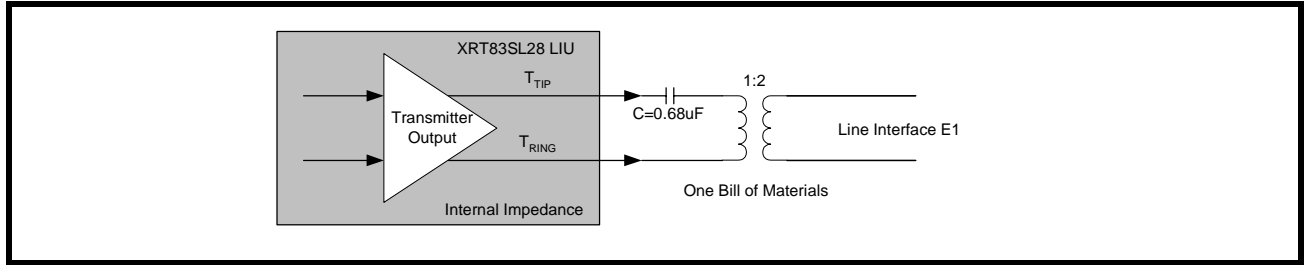 XRT83SL28 LIU
T_TIP
1:2
C=0.68uF
Transmitter
Output
Line Interface E1
T_RING
One Bill of Materials
Internal Impedance